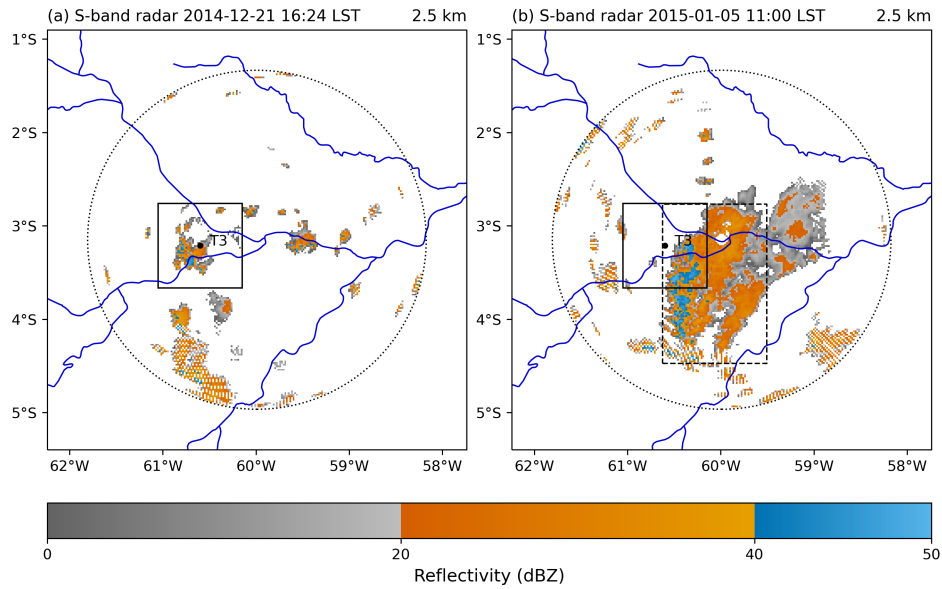 (a) S-band radar 2014-12-21 16:24 LST 2.5 km
(b) S-band radar 2015-01-05 11:00 LST 2.5 km
1°S
2°S
3°S
4°S
5°S
T3
62°W 61°W 60°W 59°W 58°W
1°S
2°S
3°S
4°S
5°S
T3
62°W 61°W 60°W 59°W 58°W
0 20 40 50
Reflectivity (dBZ)